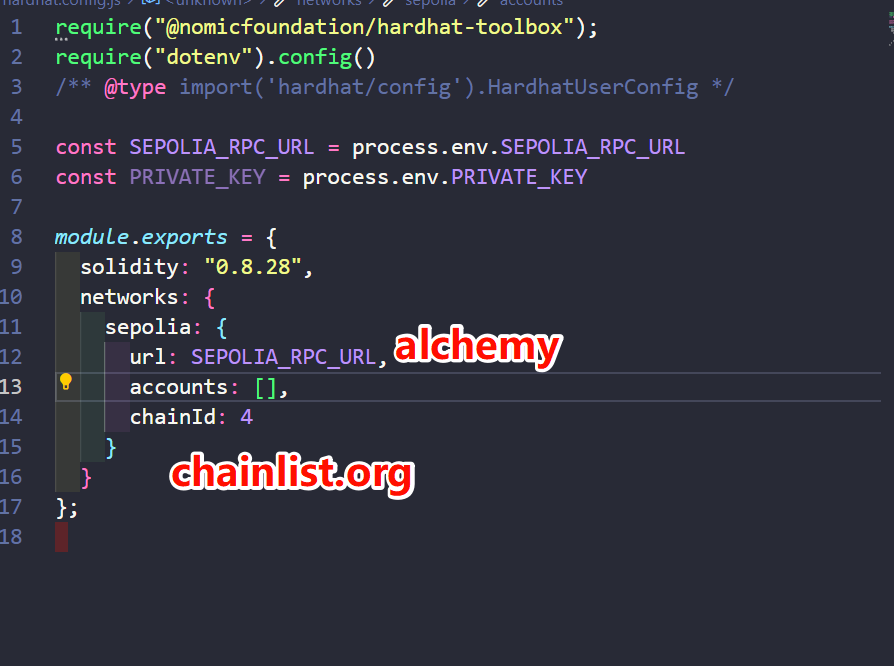 hardhat.config.js > <unknown> > networks > sepolia > accounts
1 require("@nomicfoundation/hardhat-toolbox");
2 require("dotenv").config()
3 /** @type import('hardhat/config').HardhatUserConfig */
4
5 const SEPOLIA_RPC_URL = process.env.SEPOLIA_RPC_URL
6 const PRIVATE_KEY = process.env.PRIVATE_KEY
7
8 module.exports = {
9 solidity: "0.8.28",
10 networks: {
11 sepolia: {
12 url: SEPOLIA_RPC_URL, alchemy
13 accounts: [],
14 chainId: 4
15 }
16 } chainlist.org
17 };
18